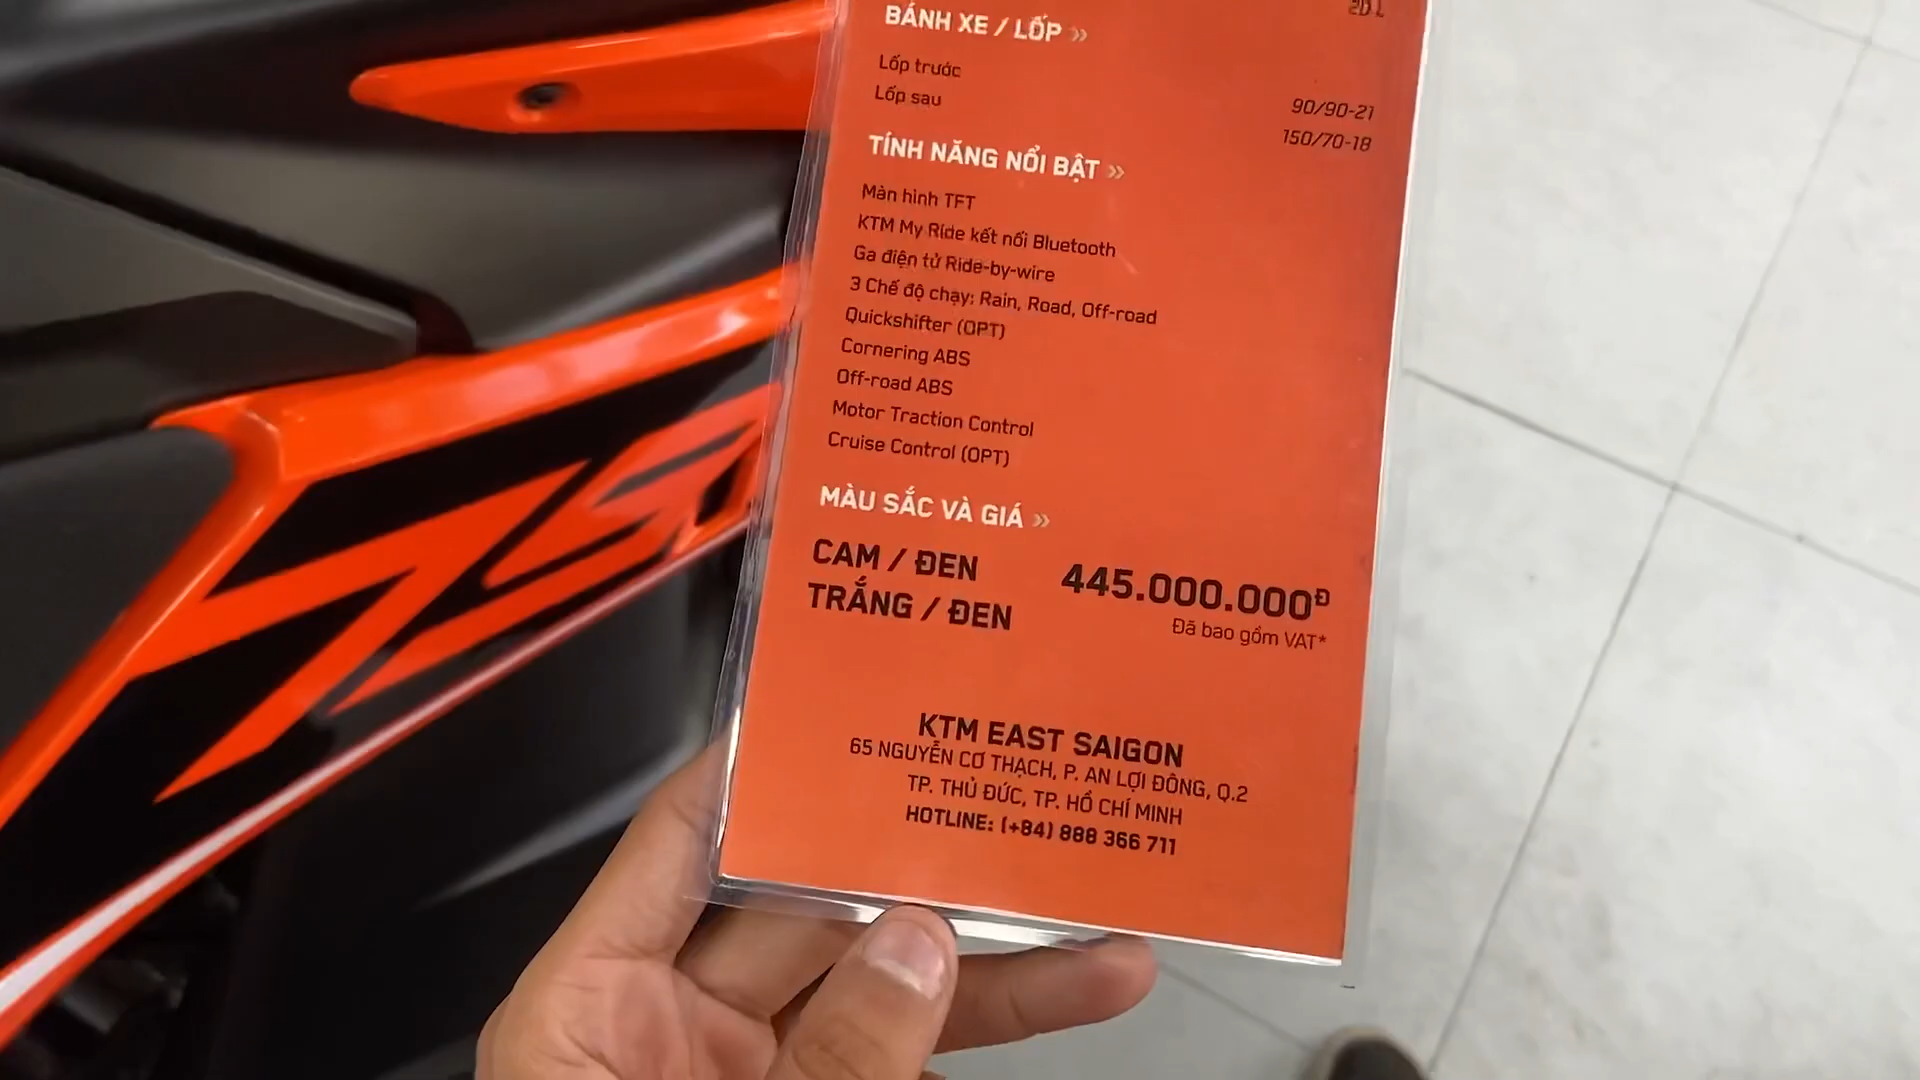 BÁNH XE / LỐP »
Lốp trước 90/90-21
Lốp sau 150/70-18
TÍNH NĂNG NỔI BẬT »
Màn hình TFT
KTM My Ride kết nối Bluetooth
Ga điện tử Ride-by-wire
3 Chế độ chạy: Rain, Road, Off-road
Quickshifter (OPT)
Cornering ABS
Off-road ABS
Motor Traction Control
Cruise Control (OPT)
MÀU SẮC VÀ GIÁ »
CAM / ĐEN 445.000.000Đ
TRẮNG / ĐEN
Đã bao gồm VAT*
KTM EAST SAIGON
65 NGUYỄN CƠ THẠCH, P. AN LỢI ĐÔNG, Q.2
TP. THỦ ĐỨC, TP. HỒ CHÍ MINH
HOTLINE: (+84) 888 366 711